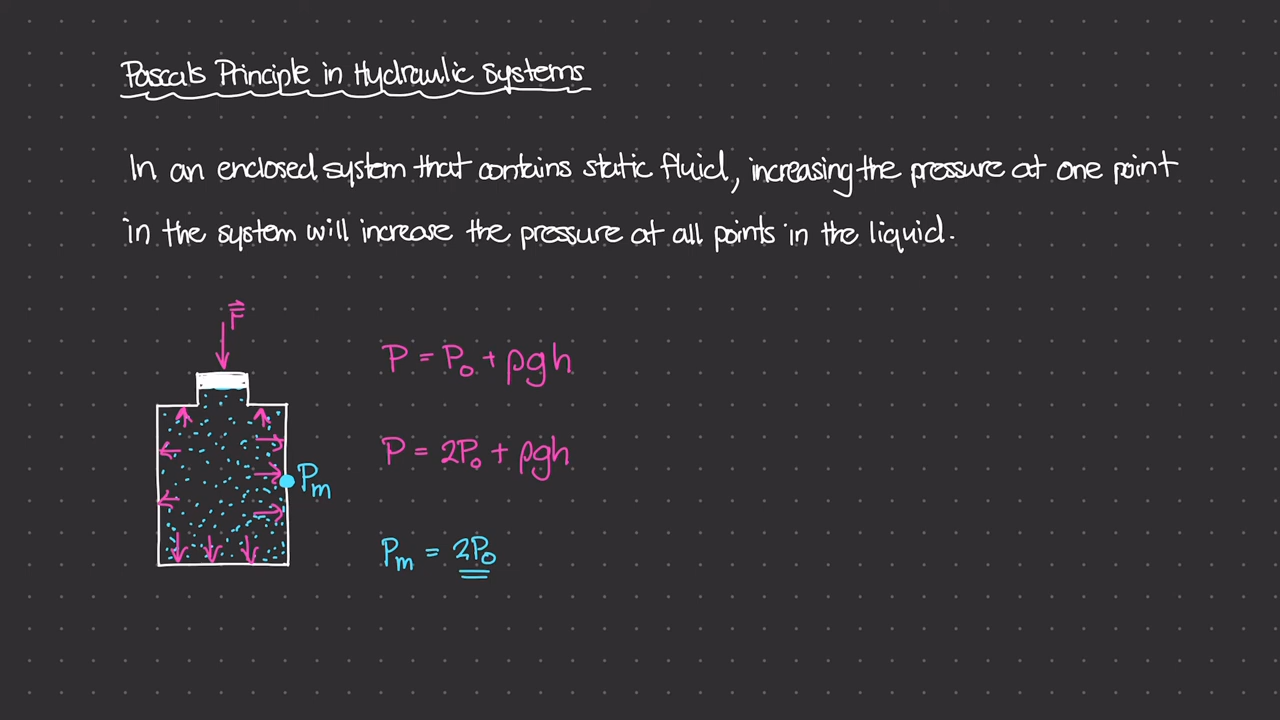 Pascals Principle in Hydraulic Systems
In an enclosed system that contains static fluid, increasing the pressure at one point
in the system will increase the pressure at all points in the liquid.
F⃗
P = P₀ + ρgh
P = 2P₀ + ρgh
Pₘ
Pₘ = 2P₀